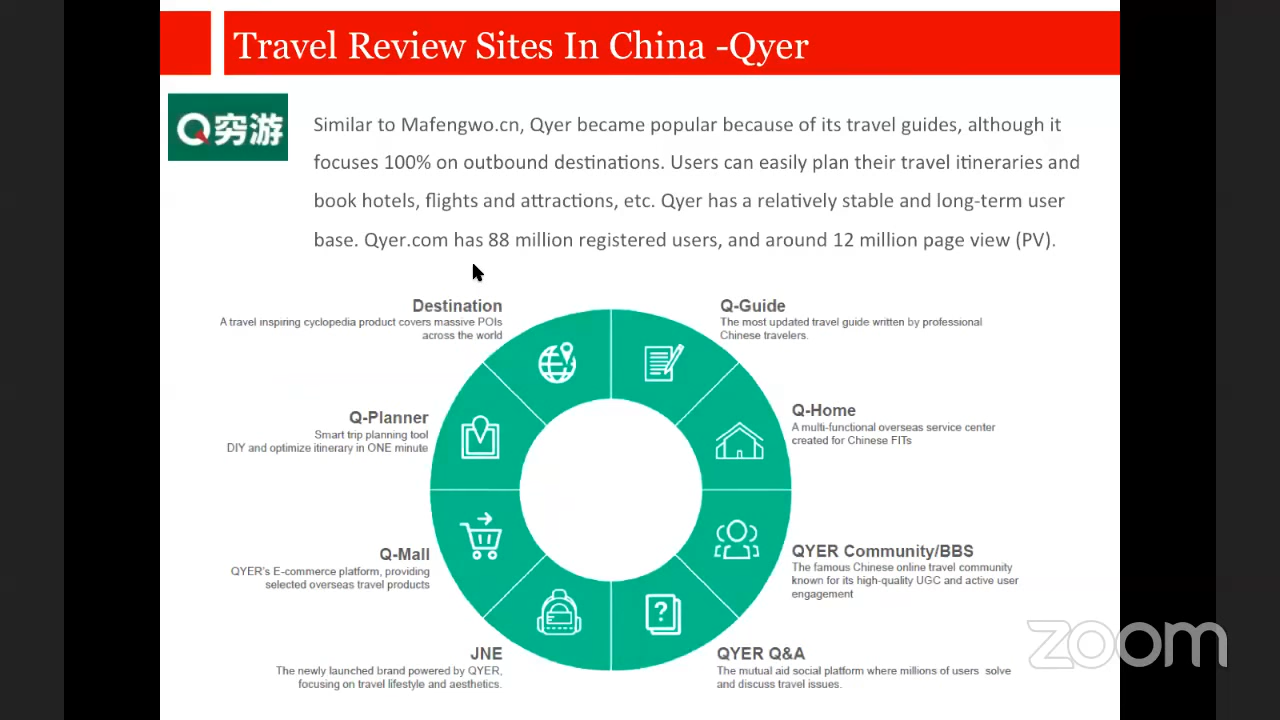 Travel Review Sites In China -Qyer
Q穷游
Similar to Mafengwo.cn, Qyer became popular because of its travel guides, although it
focuses 100% on outbound destinations. Users can easily plan their travel itineraries and
book hotels, flights and attractions, etc. Qyer has a relatively stable and long-term user
base. Qyer.com has 88 million registered users, and around 12 million page view (PV).
Destination
A travel inspiring cyclopedia product covers massive POIs
across the world
Q-Guide
The most updated travel guide written by professional
Chinese travelers.
Q-Planner
Smart trip planning tool
DIY and optimize itinerary in ONE minute
Q-Home
A multi-functional overseas service center
created for Chinese FITs
Q-Mall
QYER's E-commerce platform, providing
selected overseas travel products
QYER Community/BBS
The famous Chinese online travel community
known for its high-quality UGC and active user
engagement
?
JNE
The newly launched brand powered by QYER,
focusing on travel lifestyle and aesthetics.
QYER Q&A
The mutual aid social platform where millions of users solve
and discuss travel issues.
zoom